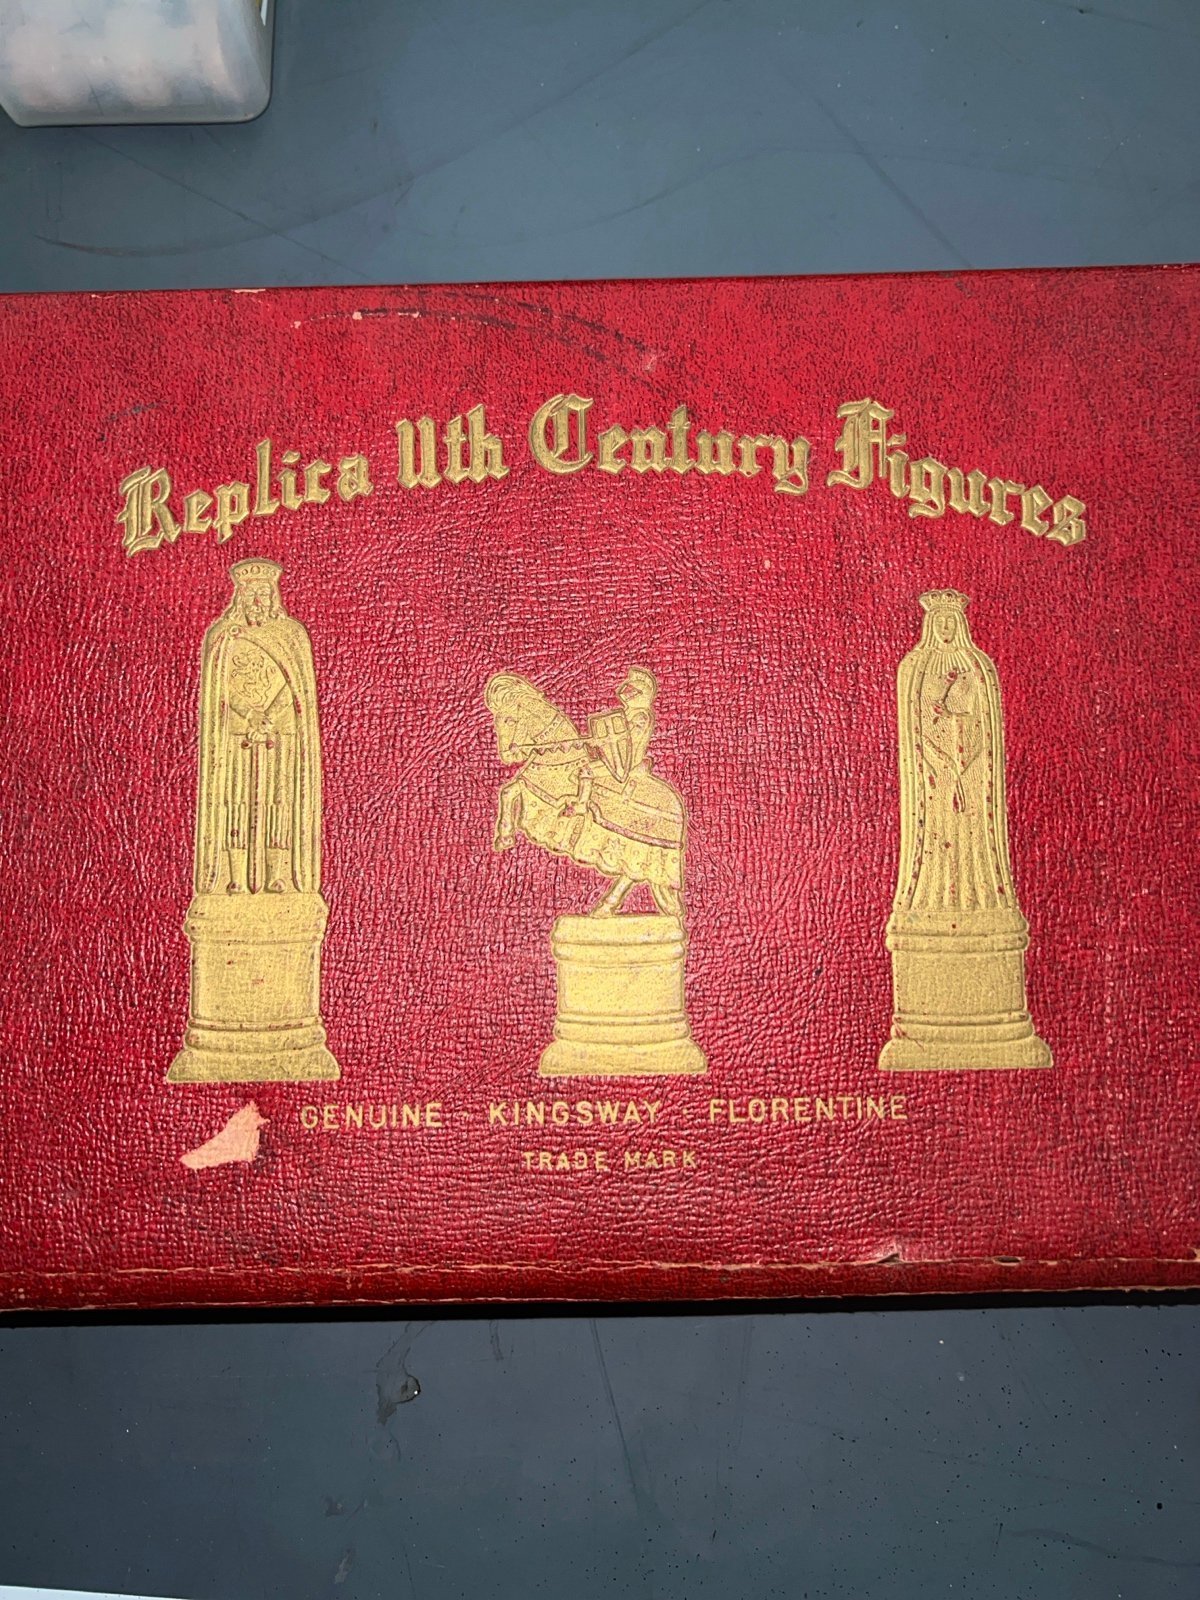 Replica 11th Century Figures
GENUINE - KINGSWAY - FLORENTINE
TRADE MARK